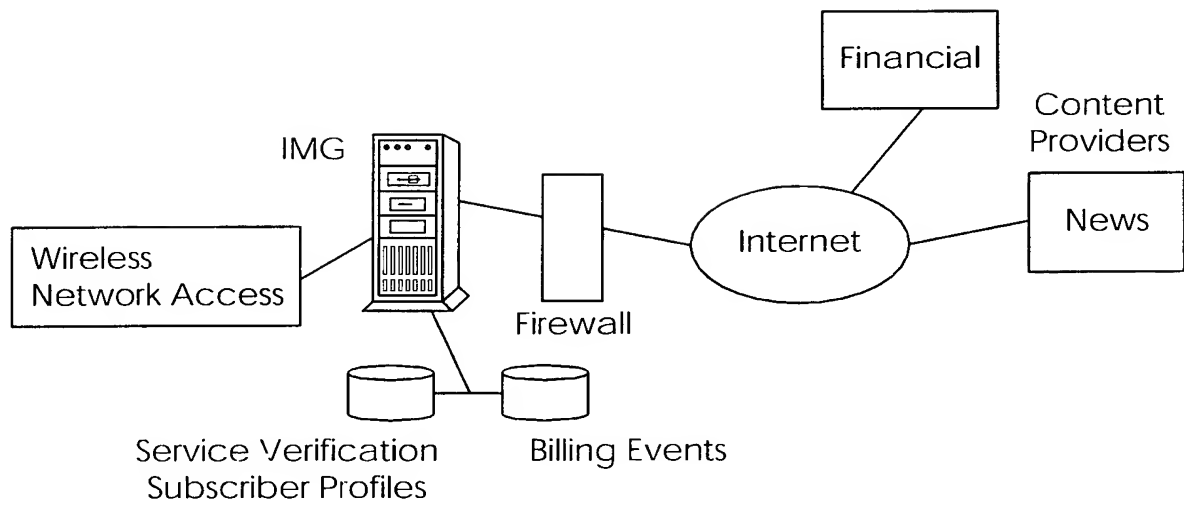 Financial
Content
Providers
IMG
News
Internet
Wireless
Network Access
Firewall
Service Verification
Subscriber Profiles
Billing Events